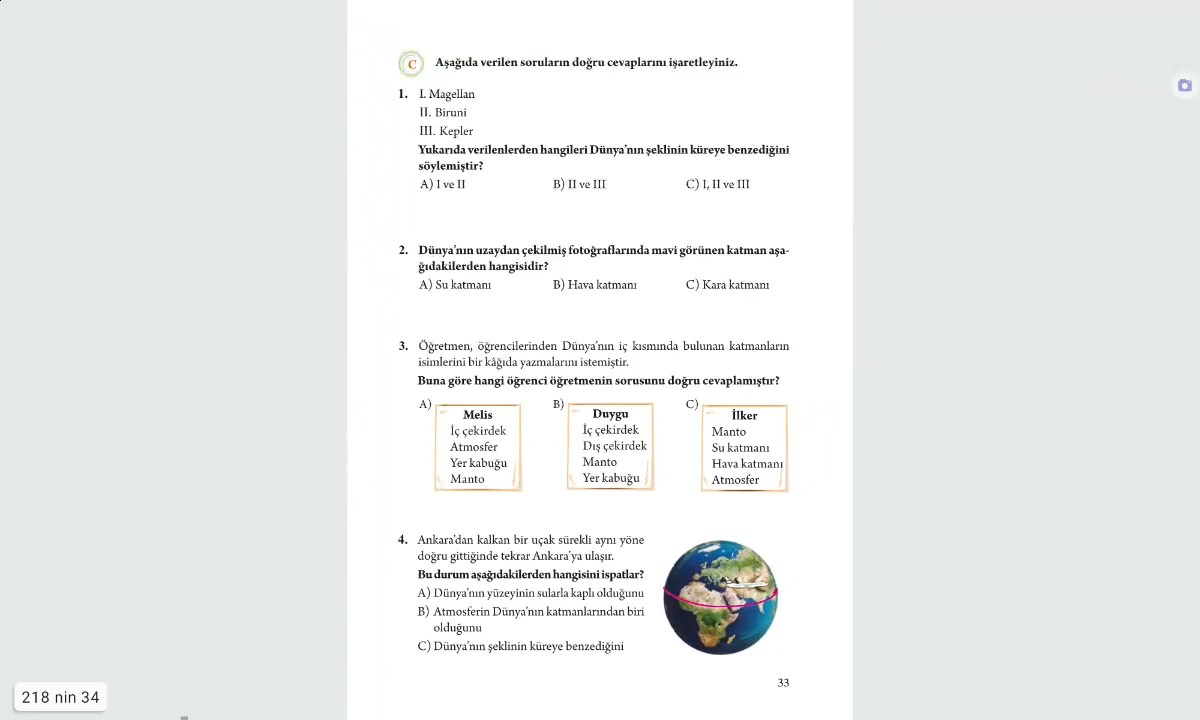 C Aşağıda verilen soruların doğru cevaplarını işaretleyiniz.
1. I. Magellan
II. Biruni
III. Kepler
Yukarıda verilenlerden hangileri Dünya’nın şeklinin küreye benzediğini
söylemiştir?
A) I ve II B) II ve III C) I, II ve III
2. Dünya’nın uzaydan çekilmiş fotoğraflarında mavi görünen katman aşa-
ğıdakilerden hangisidir?
A) Su katmanı B) Hava katmanı C) Kara katmanı
3. Öğretmen, öğrencilerinden Dünya’nın iç kısmında bulunan katmanların
isimlerini bir kâğıda yazmalarını istemiştir.
Buna göre hangi öğrenci öğretmenin sorusunu doğru cevaplamıştır?
A)
Melis
İç çekirdek
Atmosfer
Yer kabuğu
Manto
B)
Duygu
İç çekirdek
Dış çekirdek
Manto
Yer kabuğu
C)
İlker
Manto
Su katmanı
Hava katmanı
Atmosfer
4. Ankara’dan kalkan bir uçak sürekli aynı yöne
doğru gittiğinde tekrar Ankara’ya ulaşır.
Bu durum aşağıdakilerden hangisini ispatlar?
A) Dünya’nın yüzeyinin sularla kaplı olduğunu
B) Atmosferin Dünya’nın katmanlarından biri
olduğunu
C) Dünya’nın şeklinin küreye benzediğini
33
218 nin 34